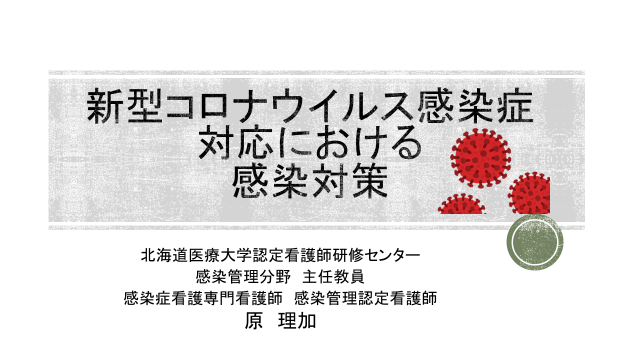 新型コロナウイルス感染症
対応における
感染対策
北海道医療大学認定看護師研修センター
感染管理分野　主任教員
感染症看護専門看護師　感染管理認定看護師
原　理加